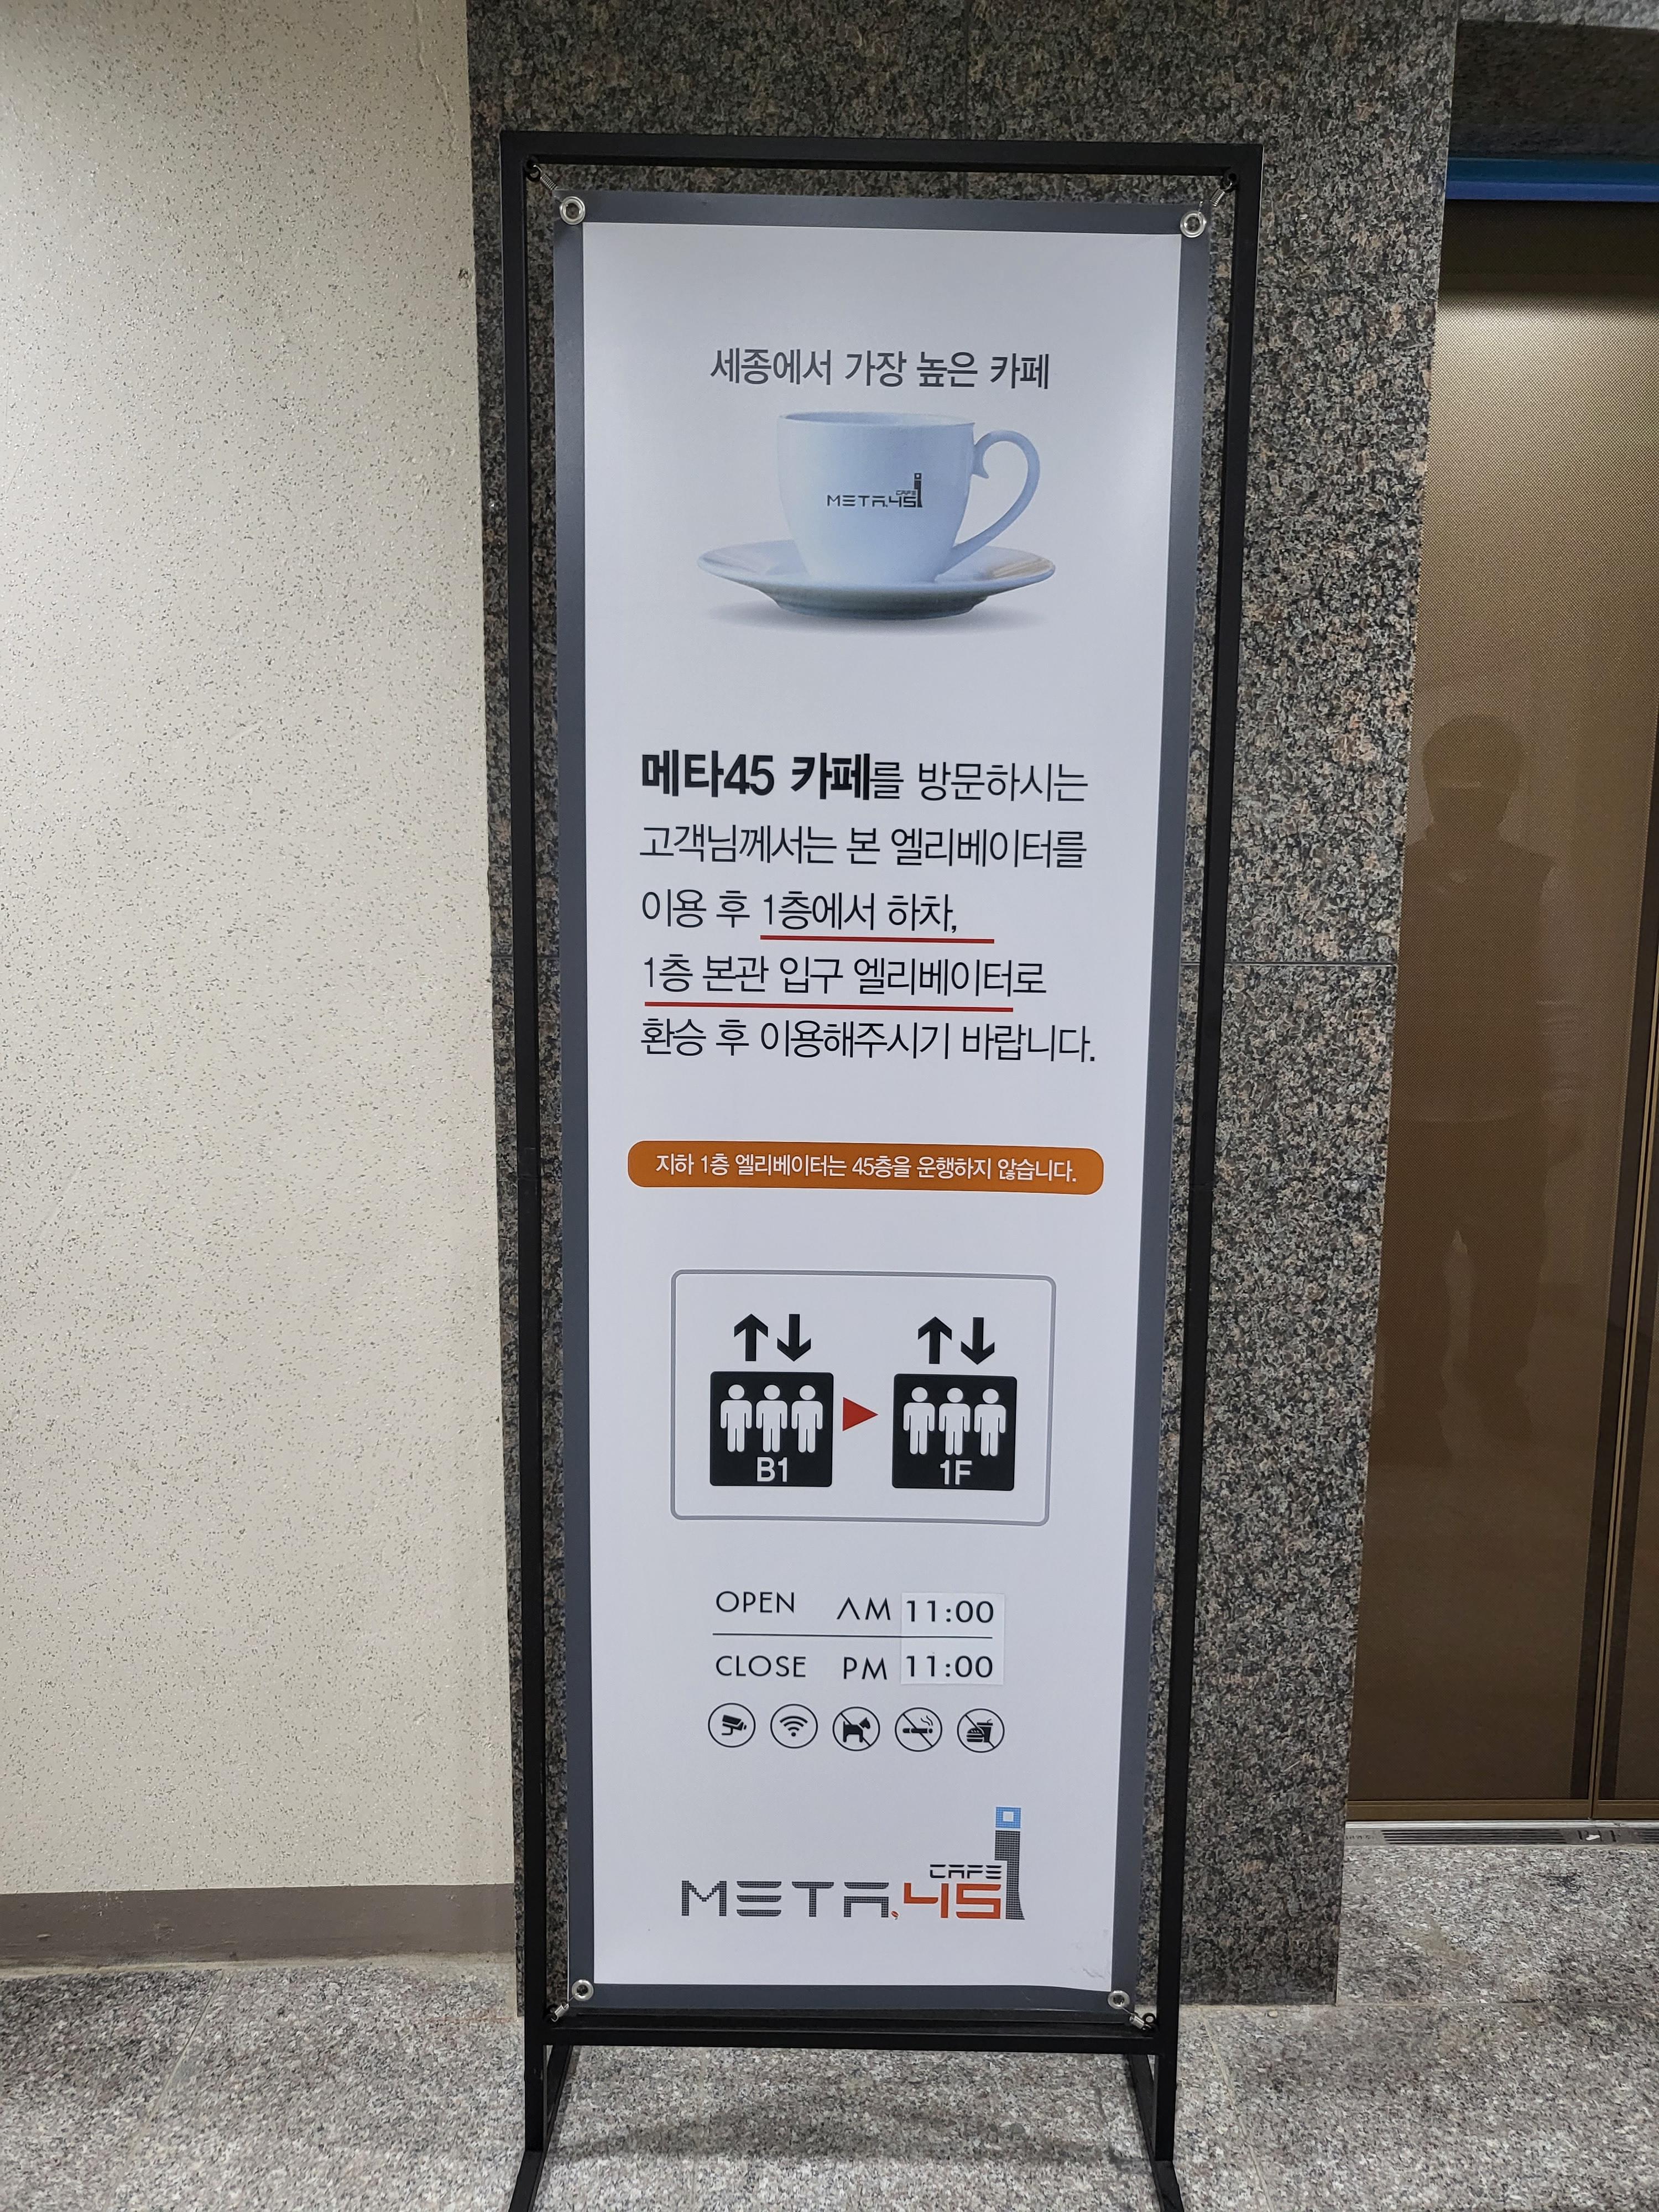 세종에서 가장 높은 카페
CAFE
META.45
메타45 카페를 방문하시는
고객님께서는 본 엘리베이터를
이용 후 1층에서 하차,
1층 본관 입구 엘리베이터로
환승 후 이용해주시기 바랍니다.
지하 1층 엘리베이터는 45층을 운행하지 않습니다.
B1
1F
OPEN AM 11:00
CLOSE PM 11:00
CAFE
META.45